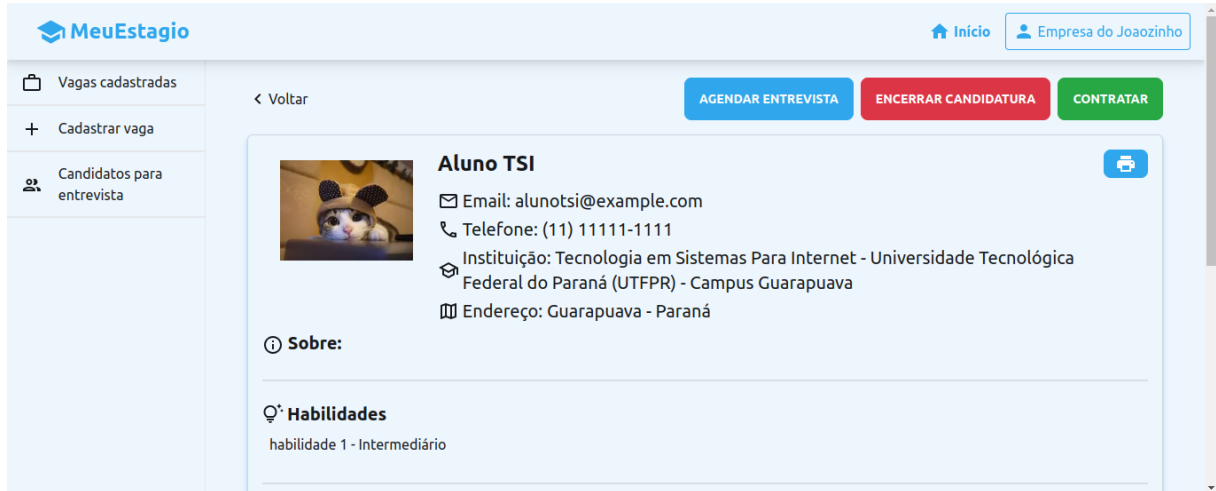 MeuEstagio
Início
Empresa do Joaozinho
Vagas cadastradas
Cadastrar vaga
Candidatos para
entrevista
Voltar
AGENDAR ENTREVISTA
ENCERRAR CANDIDATURA
CONTRATAR
Aluno TSI
Email: alunotsi@example.com
Telefone: (11) 11111-1111
Instituição: Tecnologia em Sistemas Para Internet - Universidade Tecnológica
Federal do Paraná (UTFPR) - Campus Guarapuava
Endereço: Guarapuava - Paraná
Sobre:
Habilidades
habilidade 1 - Intermediário